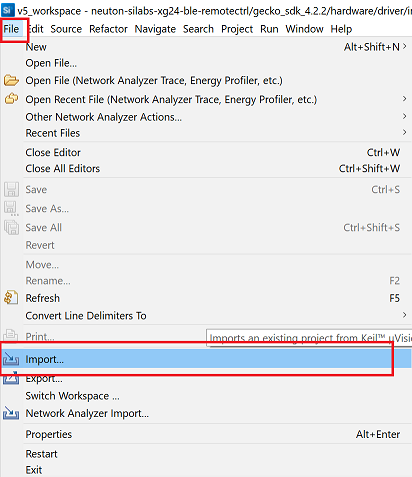 Si v5_workspace - neuton-silabs-xg24-ble-remotectrl/gecko_sdk_4.2.2/hardware/driver/in
File Edit Source Refactor Navigate Search Project Run Window Help
New Alt+Shift+N
Open File...
Open File (Network Analyzer Trace, Energy Profiler, etc.)
Open Recent File (Network Analyzer Trace, Energy Profiler, etc.)
Other Network Analyzer Actions...
Recent Files
Close Editor Ctrl+W
Close All Editors Ctrl+Shift+W
Save Ctrl+S
Save As...
Save All Ctrl+Shift+S
Revert
Move...
Rename... F2
Refresh F5
Convert Line Delimiters To
Print...
Imports an existing project from Keil™ µVisio
Import...
Export...
Switch Workspace ...
Network Analyzer Import...
Properties Alt+Enter
Restart
Exit